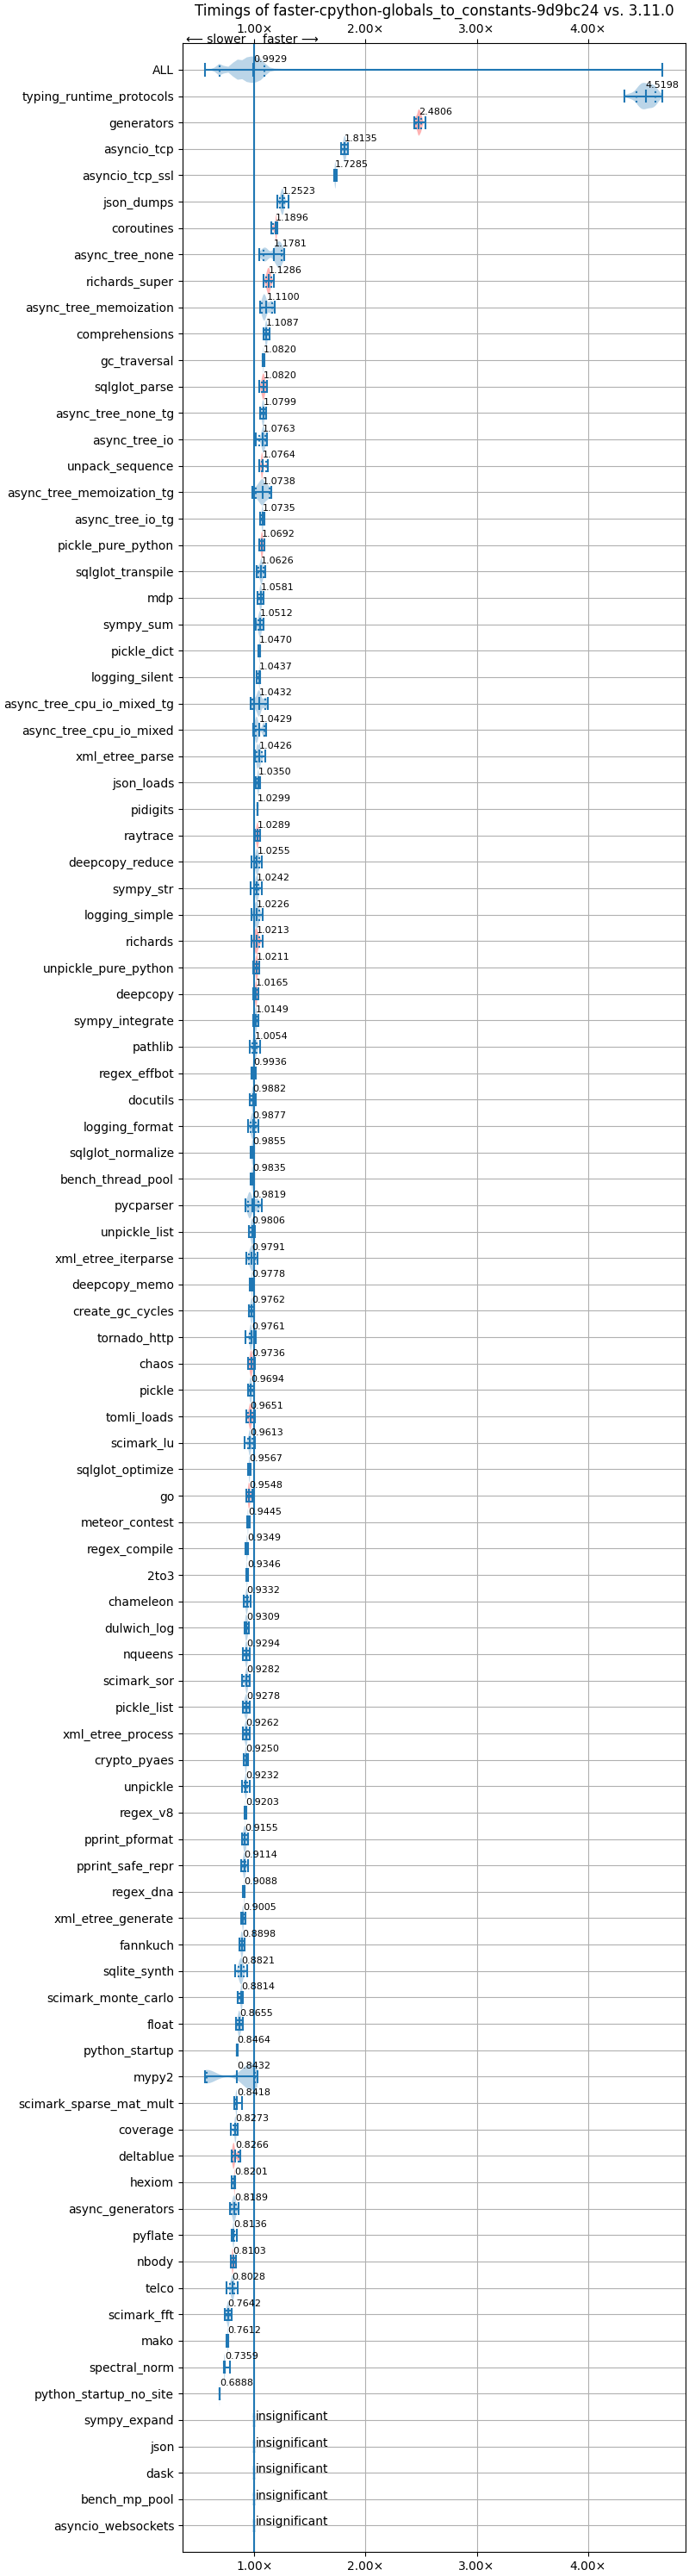 Timings of faster-cpython-globals_to_constants-9d9bc24 vs. 3.11.0
1.00× 2.00× 3.00× 4.00×
⟵ slower faster ⟶
ALL 0.9929
typing_runtime_protocols 4.5198
generators 2.4806
asyncio_tcp 1.8135
asyncio_tcp_ssl 1.7285
json_dumps 1.2523
coroutines 1.1896
async_tree_none 1.1781
richards_super 1.1286
async_tree_memoization 1.1100
comprehensions 1.1087
gc_traversal 1.0820
sqlglot_parse 1.0820
async_tree_none_tg 1.0799
async_tree_io 1.0763
unpack_sequence 1.0764
async_tree_memoization_tg 1.0738
async_tree_io_tg 1.0735
pickle_pure_python 1.0692
sqlglot_transpile 1.0626
mdp 1.0581
sympy_sum 1.0512
pickle_dict 1.0470
logging_silent 1.0437
async_tree_cpu_io_mixed_tg 1.0432
async_tree_cpu_io_mixed 1.0429
xml_etree_parse 1.0426
json_loads 1.0350
pidigits 1.0299
raytrace 1.0289
deepcopy_reduce 1.0255
sympy_str 1.0242
logging_simple 1.0226
richards 1.0213
unpickle_pure_python 1.0211
deepcopy 1.0165
sympy_integrate 1.0149
pathlib 1.0054
regex_effbot 0.9936
docutils 0.9882
logging_format 0.9877
sqlglot_normalize 0.9855
bench_thread_pool 0.9835
pycparser 0.9819
unpickle_list 0.9806
xml_etree_iterparse 0.9791
deepcopy_memo 0.9778
create_gc_cycles 0.9762
tornado_http 0.9761
chaos 0.9736
pickle 0.9694
tomli_loads 0.9651
scimark_lu 0.9613
sqlglot_optimize 0.9567
go 0.9548
meteor_contest 0.9445
regex_compile 0.9349
2to3 0.9346
chameleon 0.9332
dulwich_log 0.9309
nqueens 0.9294
scimark_sor 0.9282
pickle_list 0.9278
xml_etree_process 0.9262
crypto_pyaes 0.9250
unpickle 0.9232
regex_v8 0.9203
pprint_pformat 0.9155
pprint_safe_repr 0.9114
regex_dna 0.9088
xml_etree_generate 0.9005
fannkuch 0.8898
sqlite_synth 0.8821
scimark_monte_carlo 0.8814
float 0.8655
python_startup 0.8464
mypy2 0.8432
scimark_sparse_mat_mult 0.8418
coverage 0.8273
deltablue 0.8266
hexiom 0.8201
async_generators 0.8189
pyflate 0.8136
nbody 0.8103
telco 0.8028
scimark_fft 0.7642
mako 0.7612
spectral_norm 0.7359
python_startup_no_site 0.6888
sympy_expand insignificant
json insignificant
dask insignificant
bench_mp_pool insignificant
asyncio_websockets insignificant
1.00× 2.00× 3.00× 4.00×